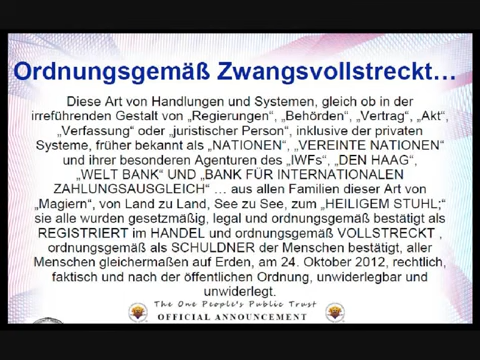 Ordnungsgemäß Zwangsvollstreckt…
Diese Art von Handlungen und Systemen, gleich ob in der
irreführenden Gestalt von „Regierungen“, „Behörden“, „Vertrag“, „Akt“,
„Verfassung“ oder „juristischer Person“, inklusive der privaten
Systeme, früher bekannt als „NATIONEN“, „VEREINTE NATIONEN“
und ihrer besonderen Agenturen des „IWFs“, „DEN HAAG“,
„WELT BANK“ UND „BANK FÜR INTERNATIONALEN
ZAHLUNGSAUSGLEICH“ … aus allen Familien dieser Art von
„Magiern“, von Land zu Land, See zu See, zum „HEILIGEM STUHL;“
sie alle wurden gesetzmäßig, legal und ordnungsgemäß bestätigt als
REGISTRIERT im HANDEL und ordnungsgemäß VOLLSTRECKT ,
ordnungsgemäß als SCHULDNER der Menschen bestätigt, aller
Menschen gleichermaßen auf Erden, am 24. Oktober 2012, rechtlich,
faktisch und nach der öffentlichen Ordnung, unwiderlegbar und
unwiderlegt.
The One People's Public Trust
OFFICIAL ANNOUNCEMENT